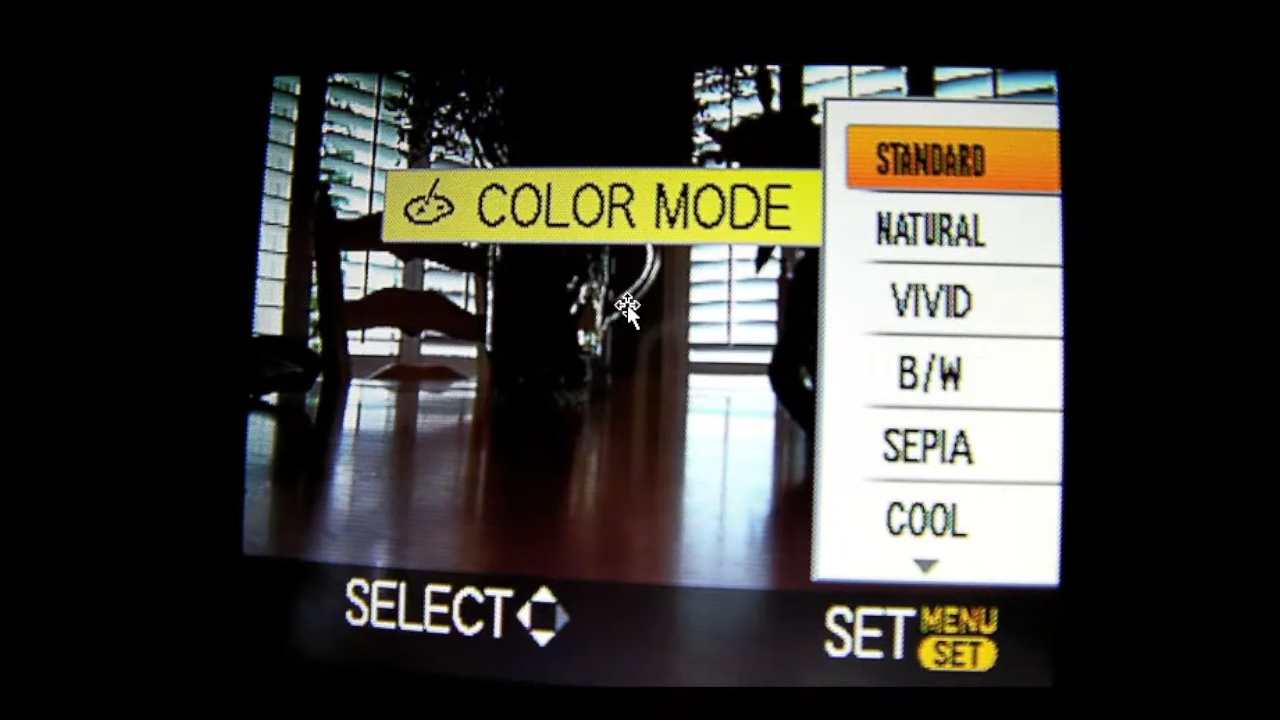 COLOR MODE
STANDARD
NATURAL
VIVID
B/W
SEPIA
COOL
SELECT
SET MENU
SET